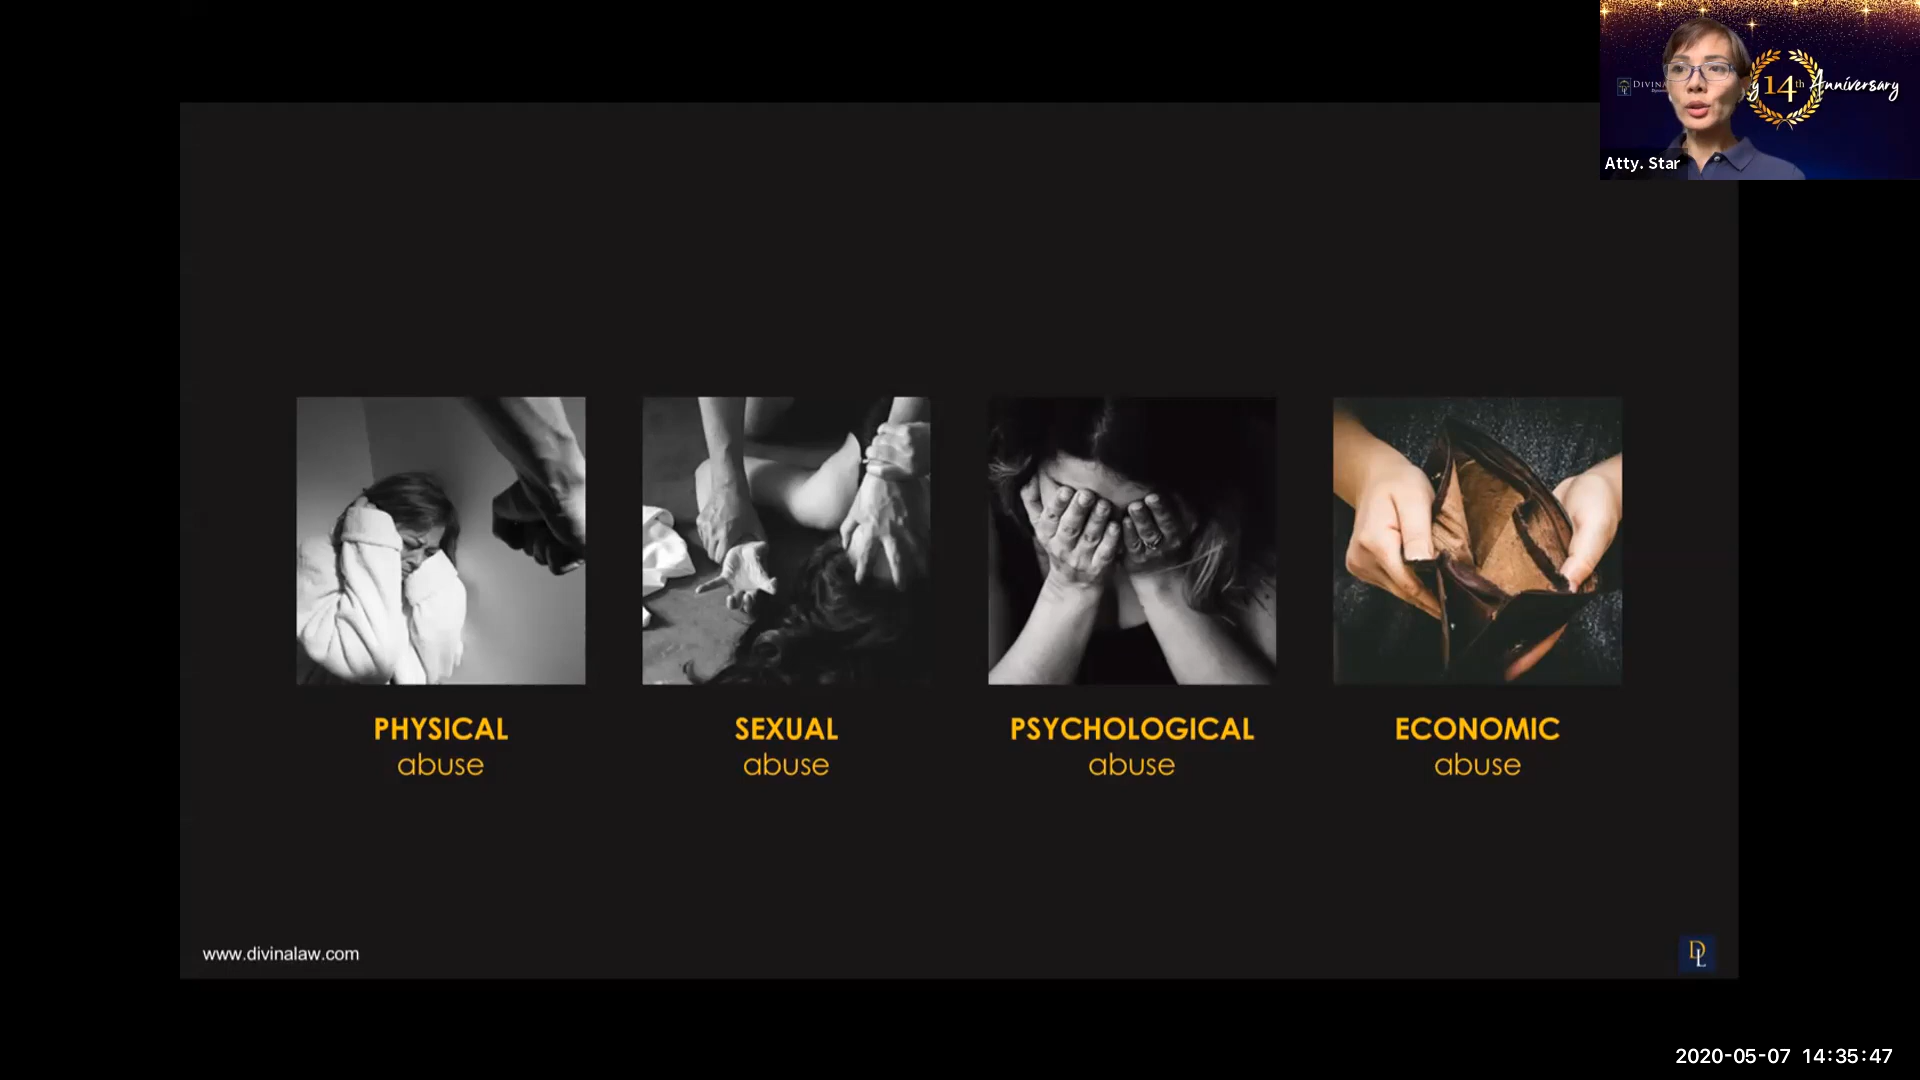 14th Anniversary
Atty. Star
PHYSICAL
abuse
SEXUAL
abuse
PSYCHOLOGICAL
abuse
ECONOMIC
abuse
www.divinalaw.com
DL
2020-05-07 14:35:47